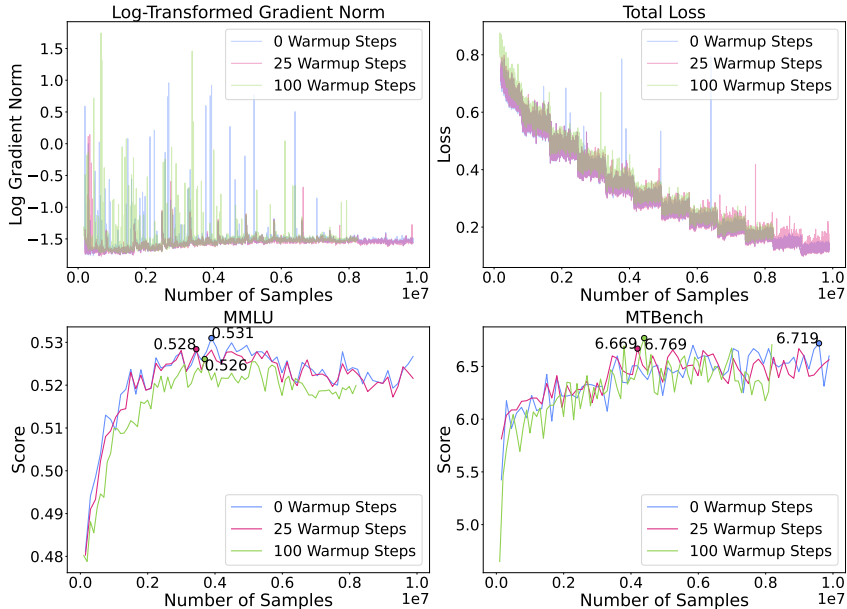 Log-Transformed Gradient Norm
Log Gradient Norm
1.5
1.0
0.5
0.0
−0.5
−1.0
−1.5
0 Warmup Steps
25 Warmup Steps
100 Warmup Steps
0.0 0.2 0.4 0.6 0.8 1.0
Number of Samples 1e7
Total Loss
Loss
0.8
0.6
0.4
0.2
0 Warmup Steps
25 Warmup Steps
100 Warmup Steps
0.0 0.2 0.4 0.6 0.8 1.0
Number of Samples 1e7
MMLU
Score
0.53
0.52
0.51
0.50
0.49
0.48
0.528
0.531
0.526
0 Warmup Steps
25 Warmup Steps
100 Warmup Steps
0.0 0.2 0.4 0.6 0.8 1.0
Number of Samples 1e7
MTBench
Score
6.5
6.0
5.5
5.0
6.669 6.769
6.719
0 Warmup Steps
25 Warmup Steps
100 Warmup Steps
0.0 0.2 0.4 0.6 0.8 1.0
Number of Samples 1e7